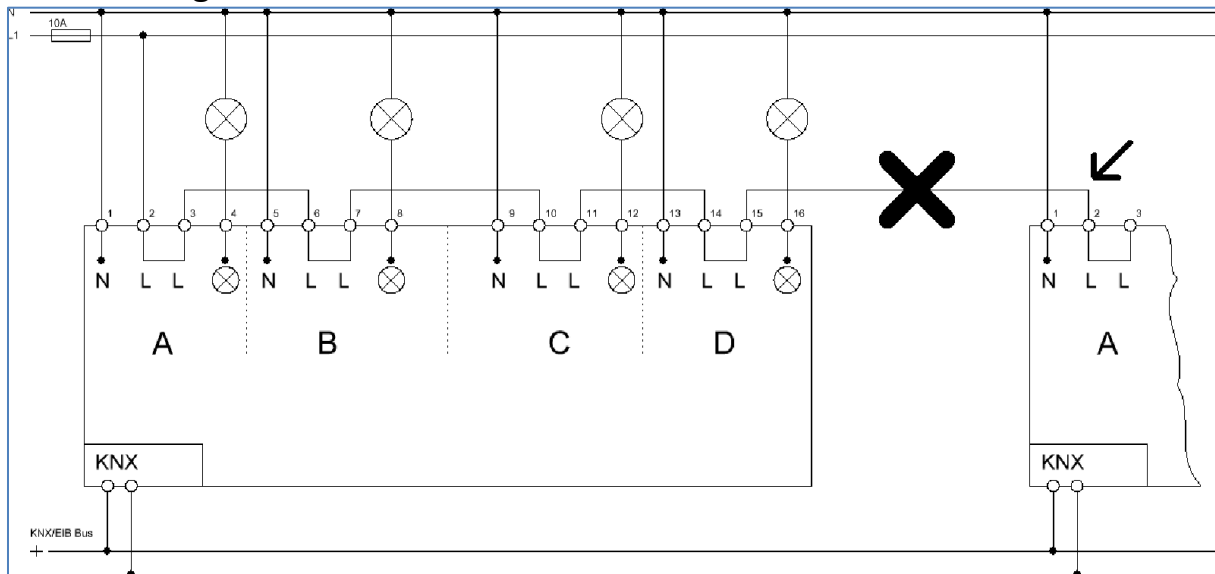 N
L1
10A
1 2 3 4 5 6 7 8 9 10 11 12 13 14 15 16 1 2 3
N L L N L L N L L N L L N L L
A B C D A
KNX KNX
KNX/EIB Bus
+